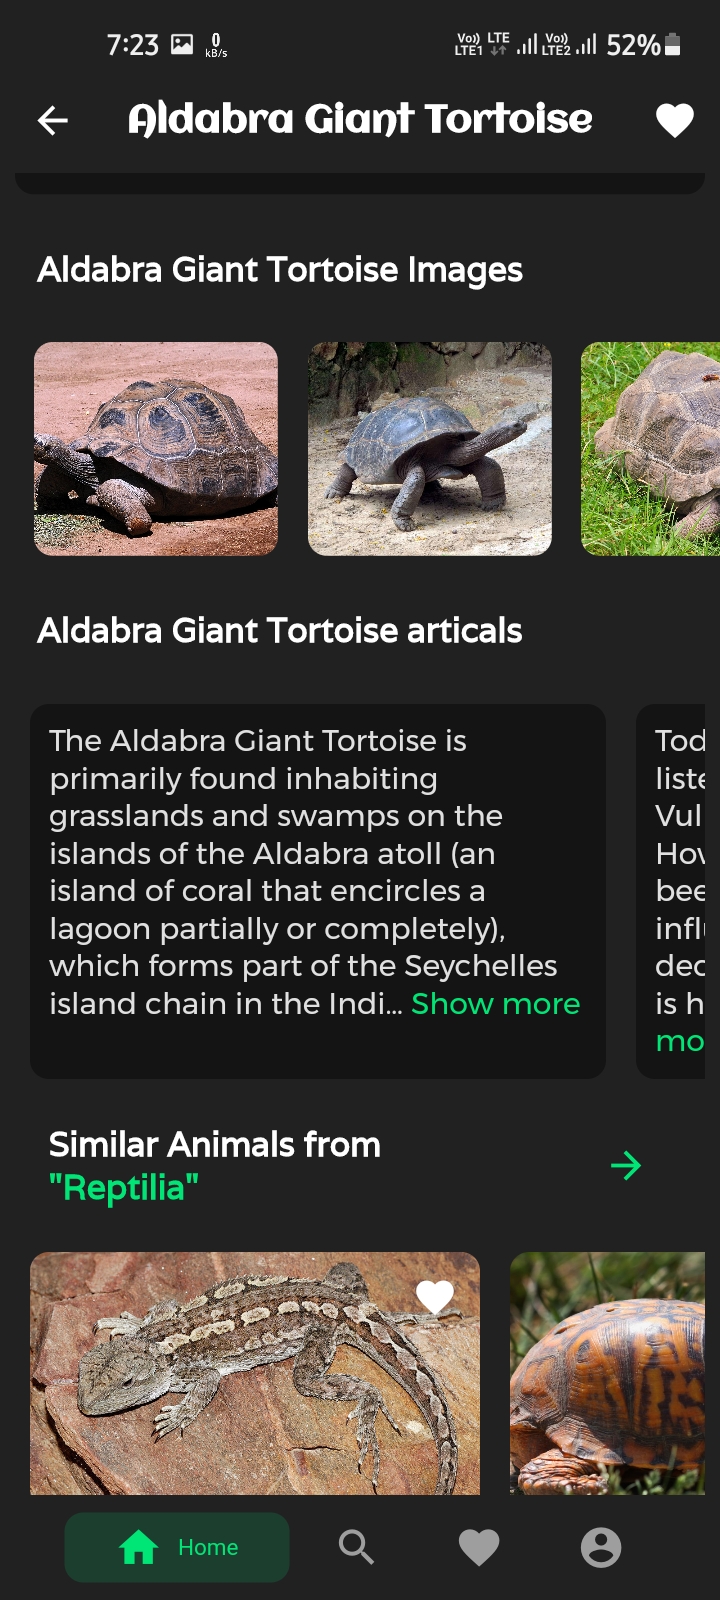 7:23
0
kB/s
Vo)) LTE
LTE1
Vo))
LTE2
52%
Aldabra Giant Tortoise
Aldabra Giant Tortoise Images
Aldabra Giant Tortoise articals
The Aldabra Giant Tortoise is
primarily found inhabiting
grasslands and swamps on the
islands of the Aldabra atoll (an
island of coral that encircles a
lagoon partially or completely),
which forms part of the Seychelles
island chain in the Indi... Show more
Tod
liste
Vul
How
bee
influ
dec
is h
mo
Similar Animals from
"Reptilia"
Home